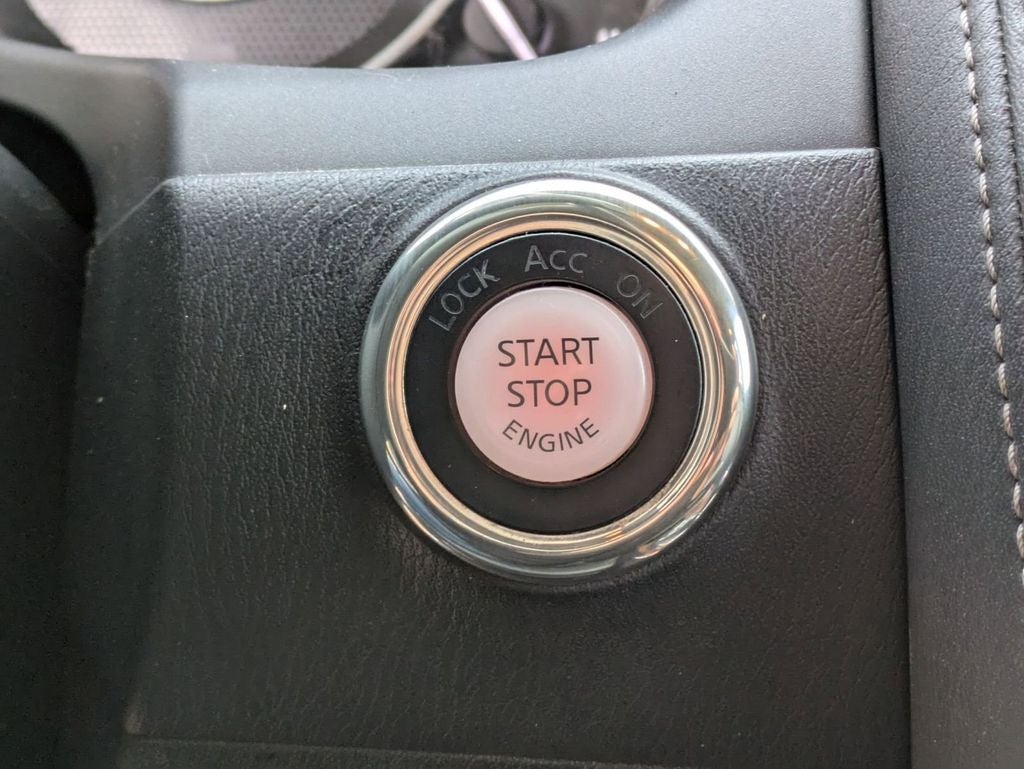 LOCK Acc ON
START
STOP
ENGINE